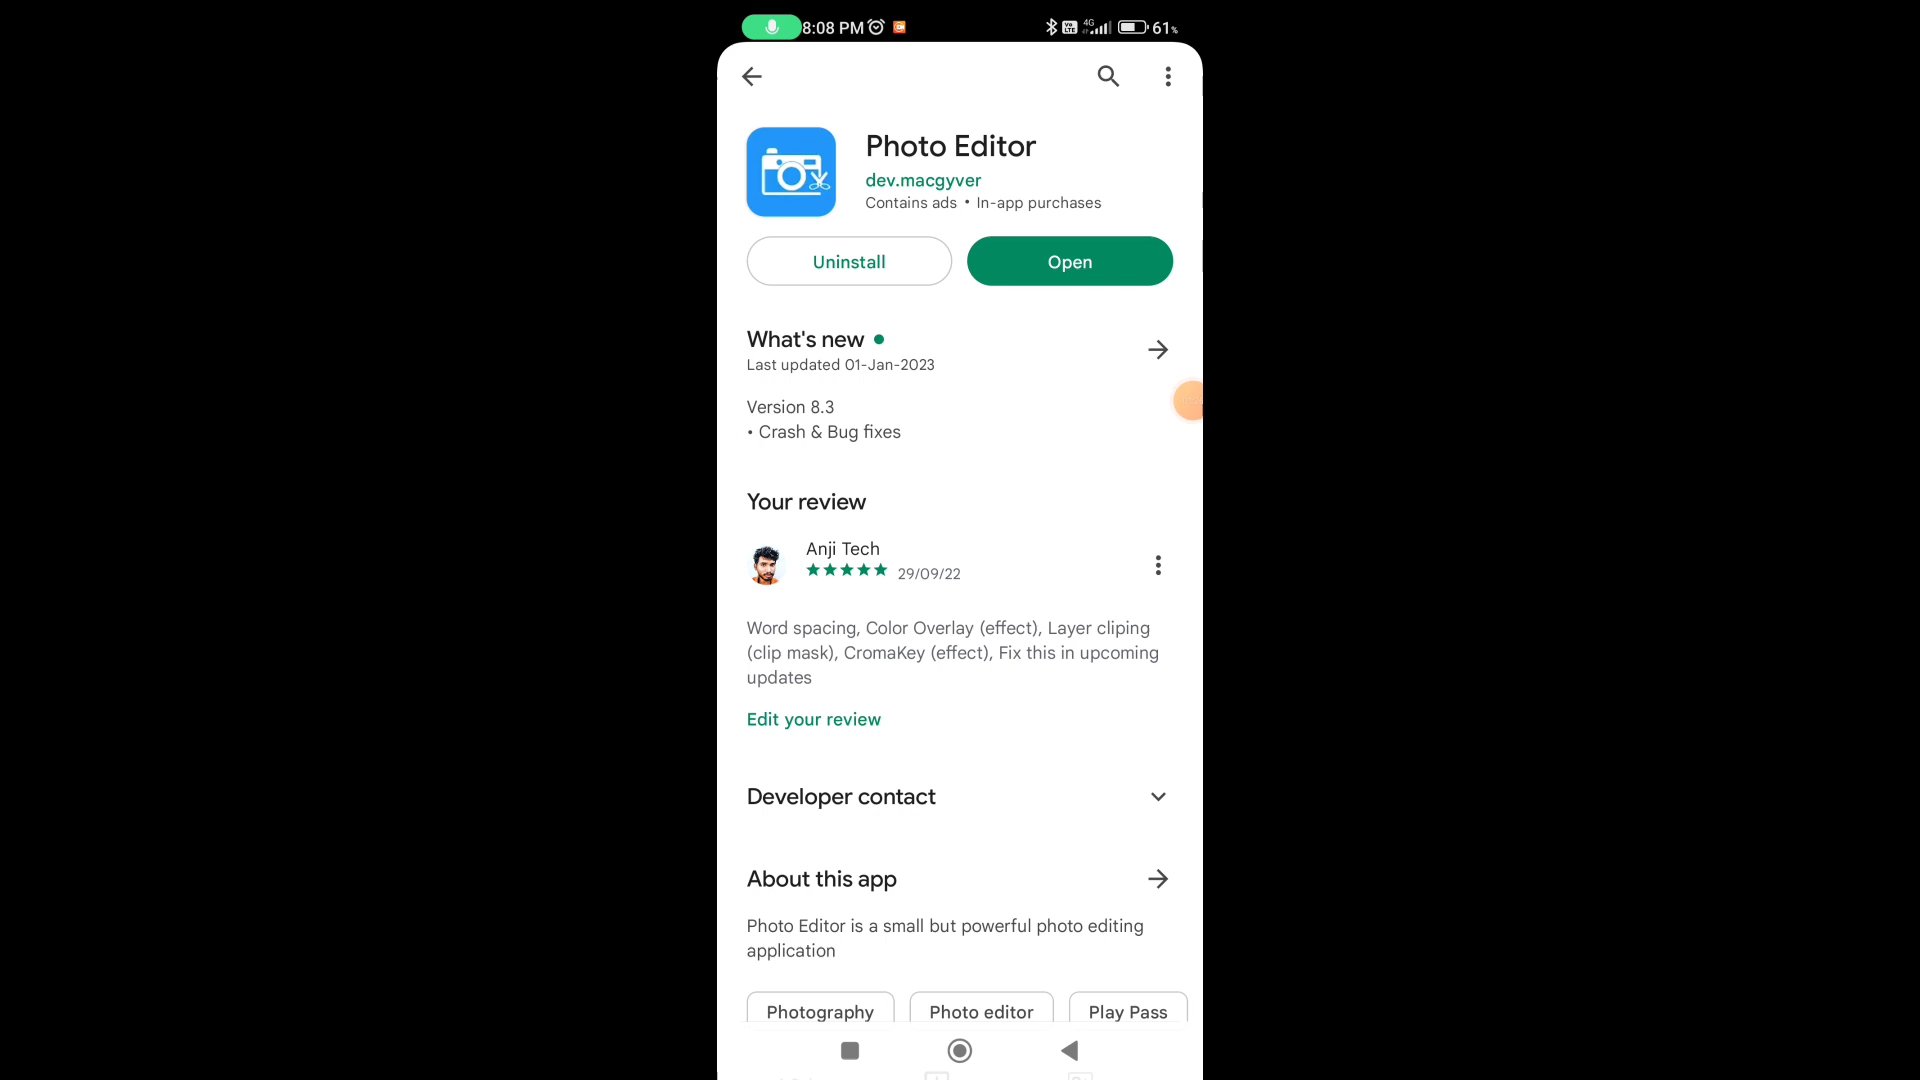 8:08 PM 4G 61%
Photo Editor
dev.macgyver
Contains ads • In-app purchases
Uninstall Open
What's new
Last updated 01-Jan-2023
Version 8.3
• Crash & Bug fixes
Your review
Anji Tech
29/09/22
Word spacing, Color Overlay (effect), Layer cliping
(clip mask), CromaKey (effect), Fix this in upcoming
updates
Edit your review
Developer contact
About this app
Photo Editor is a small but powerful photo editing
application
Photography Photo editor Play Pass